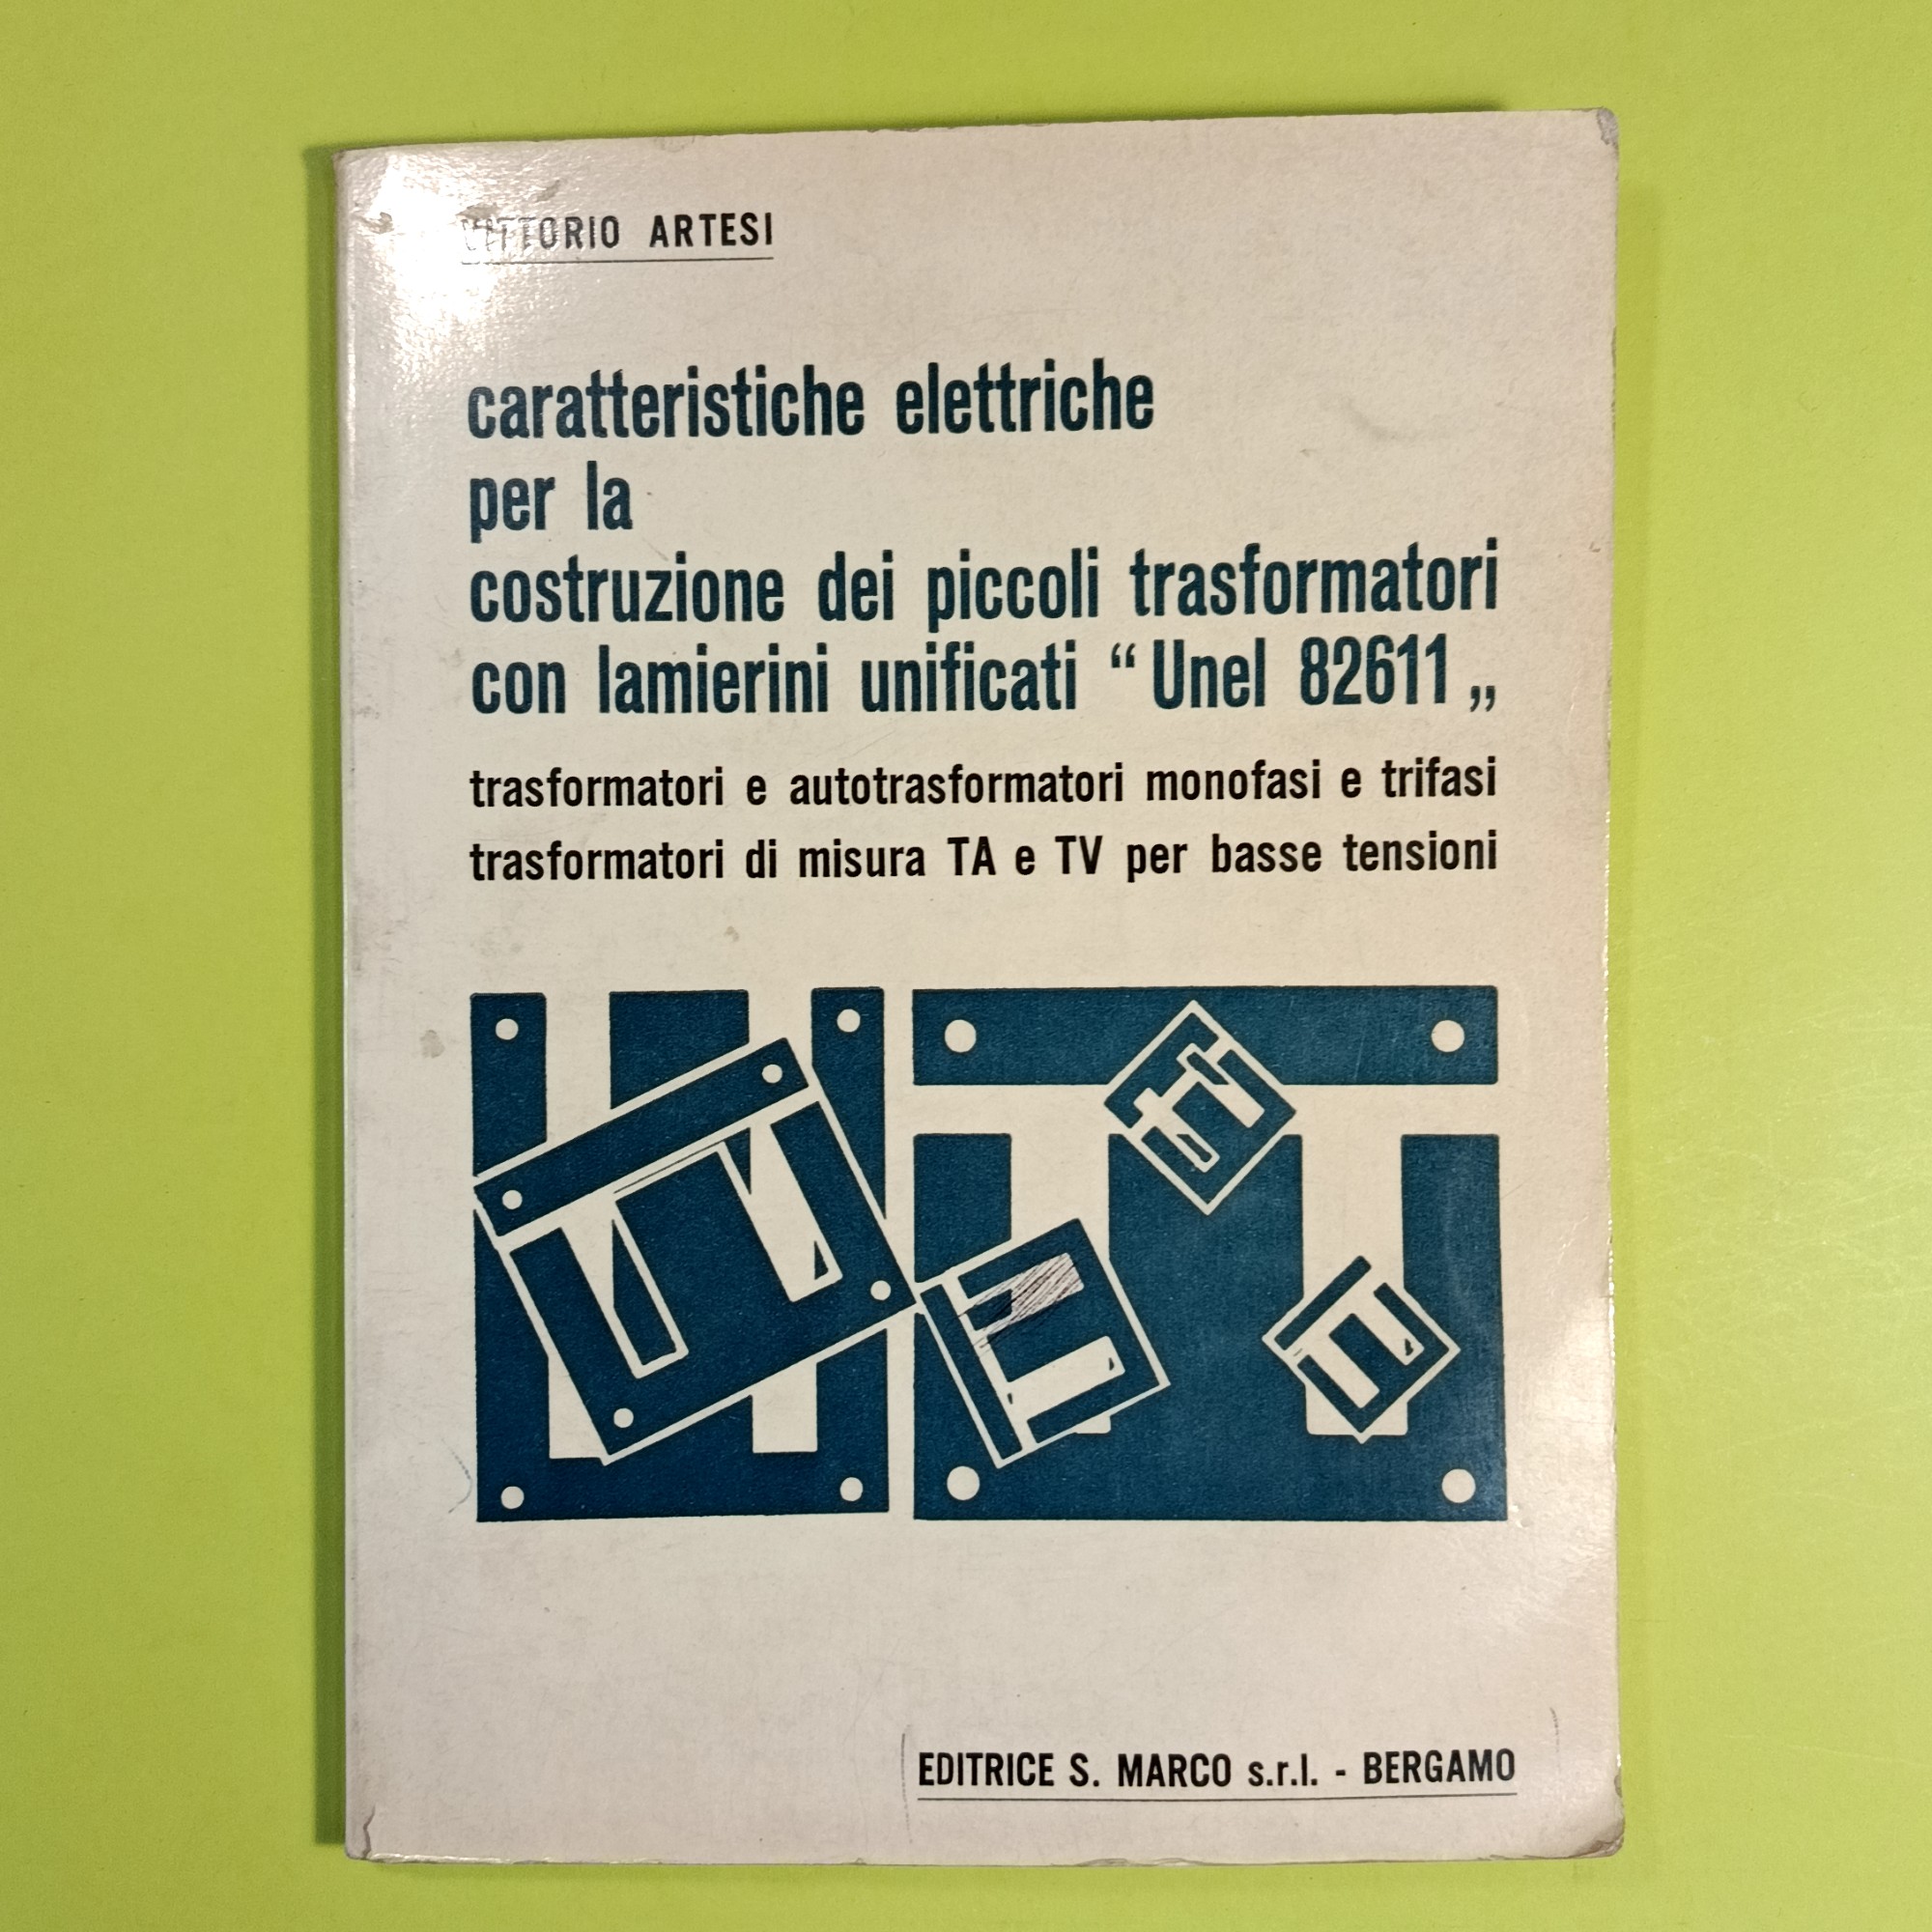 VITTORIO ARTESI
caratteristiche elettriche
per la
costruzione dei piccoli trasformatori
con lamierini unificati “Unel 82611„
trasformatori e autotrasformatori monofasi e trifasi
trasformatori di misura TA e TV per basse tensioni
EDITRICE S. MARCO s.r.l. - BERGAMO